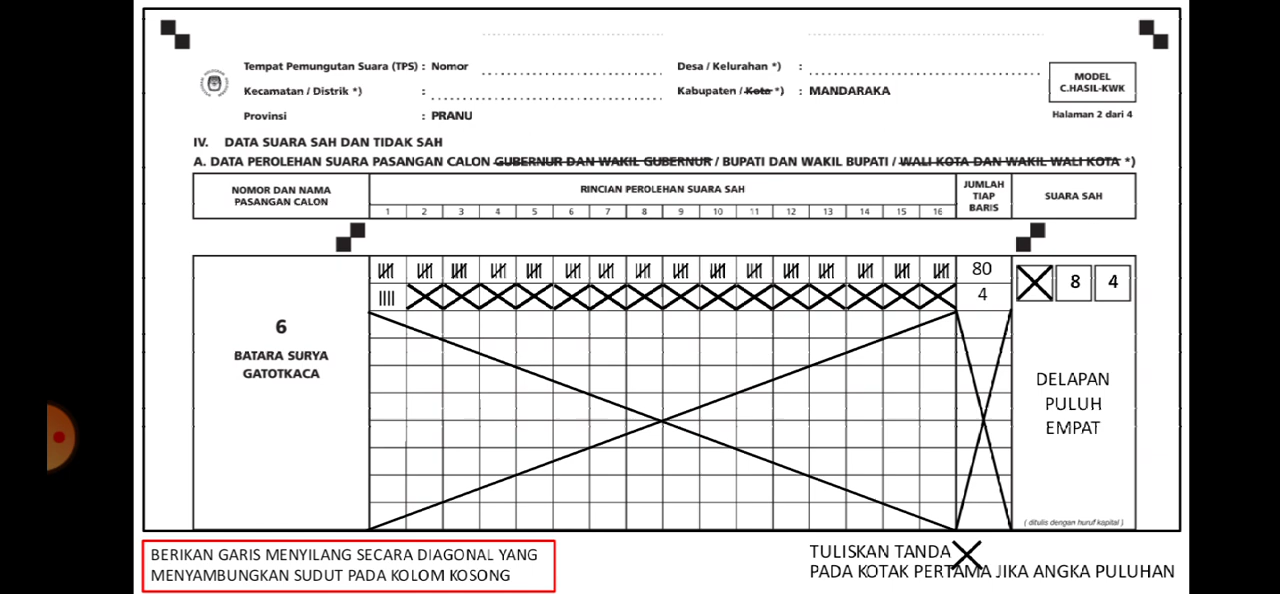 Tempat Pemungutan Suara (TPS) : Nomor
Desa / Kelurahan *) :
Kecamatan / Distrik *) :
Kabupaten / Kota *) : MANDARAKA
Provinsi : PRANU
MODEL
C.HASIL-KWK
Halaman 2 dari 4
IV. DATA SUARA SAH DAN TIDAK SAH
A. DATA PEROLEHAN SUARA PASANGAN CALON GUBERNUR DAN WAKIL GUBERNUR / BUPATI DAN WAKIL BUPATI / WALI KOTA DAN WAKIL WALI KOTA *)
NOMOR DAN NAMA
PASANGAN CALON
RINCIAN PEROLEHAN SUARA SAH
1 2 3 4 5 6 7 8 9 10 11 12 13 14 15 16
JUMLAH
TIAP
BARIS
SUARA SAH
6
BATARA SURYA
GATOTKACA
80
4
8 4
DELAPAN
PULUH
EMPAT
( ditulis dengan huruf kapital )
BERIKAN GARIS MENYILANG SECARA DIAGONAL YANG
MENYAMBUNGKAN SUDUT PADA KOLOM KOSONG
TULISKAN TANDA X
PADA KOTAK PERTAMA JIKA ANGKA PULUHAN